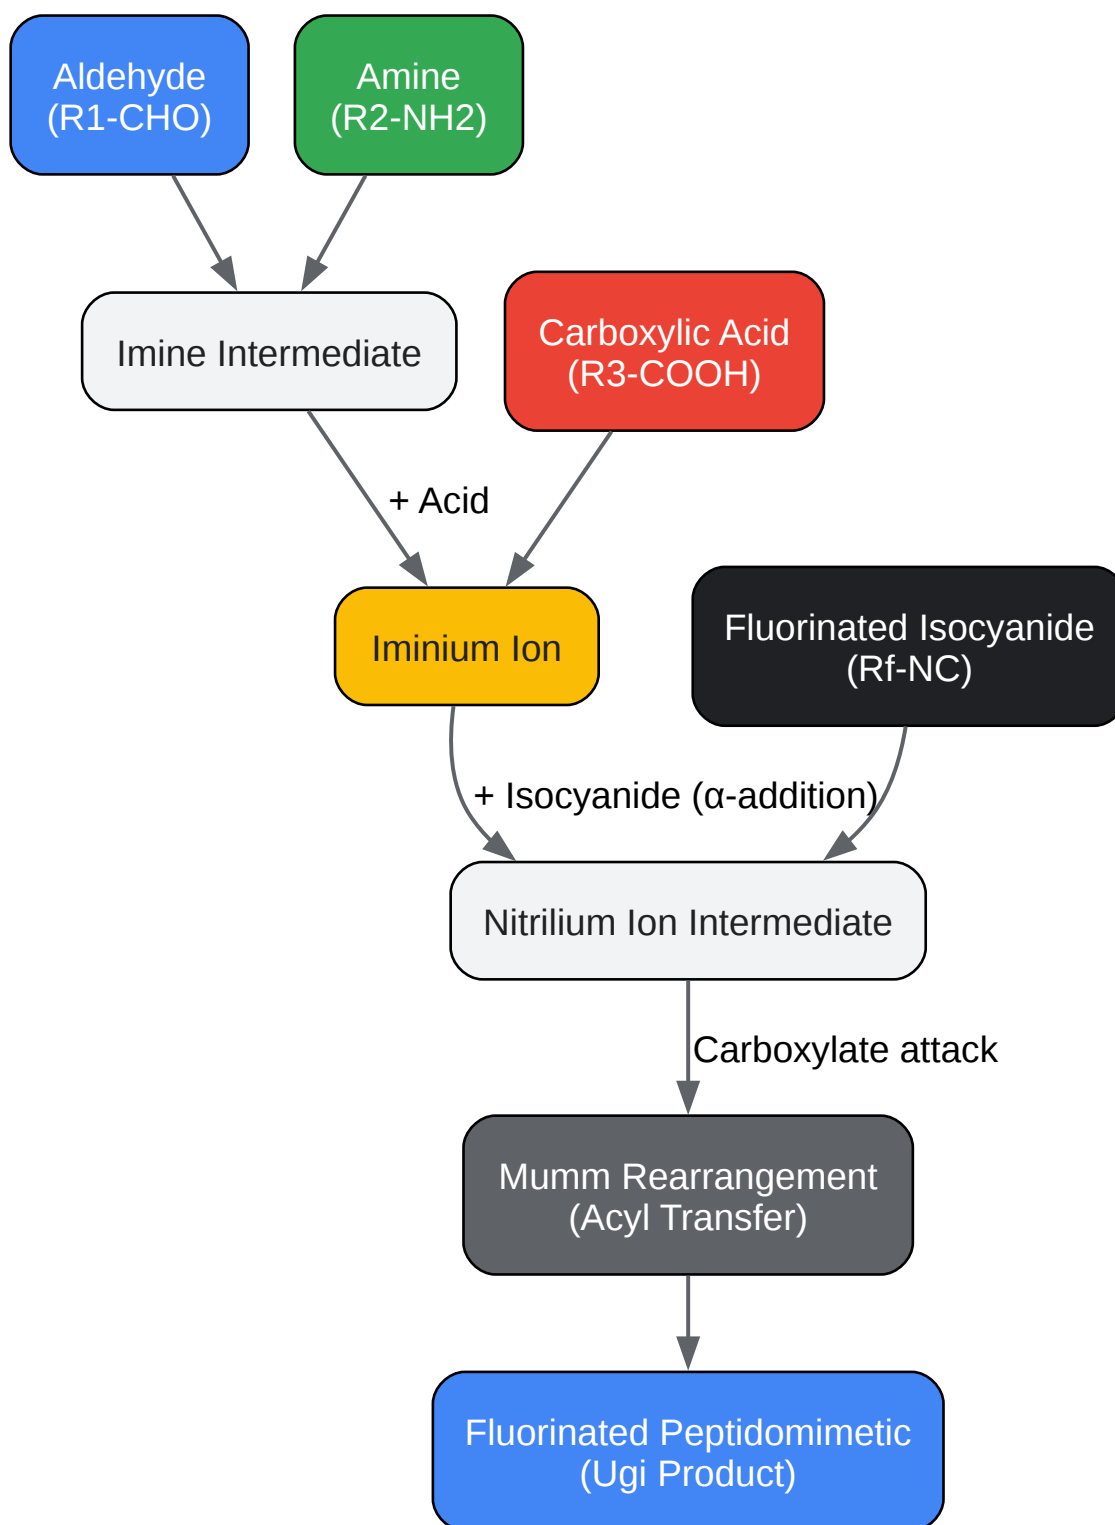 Aldehyde
(R1-CHO)
Amine
(R2-NH2)
Imine Intermediate
Carboxylic Acid
(R3-COOH)
+ Acid
Iminium Ion
Fluorinated Isocyanide
(Rf-NC)
+ Isocyanide (α-addition)
Nitrilium Ion Intermediate
Carboxylate attack
Mumm Rearrangement
(Acyl Transfer)
Fluorinated Peptidomimetic
(Ugi Product)